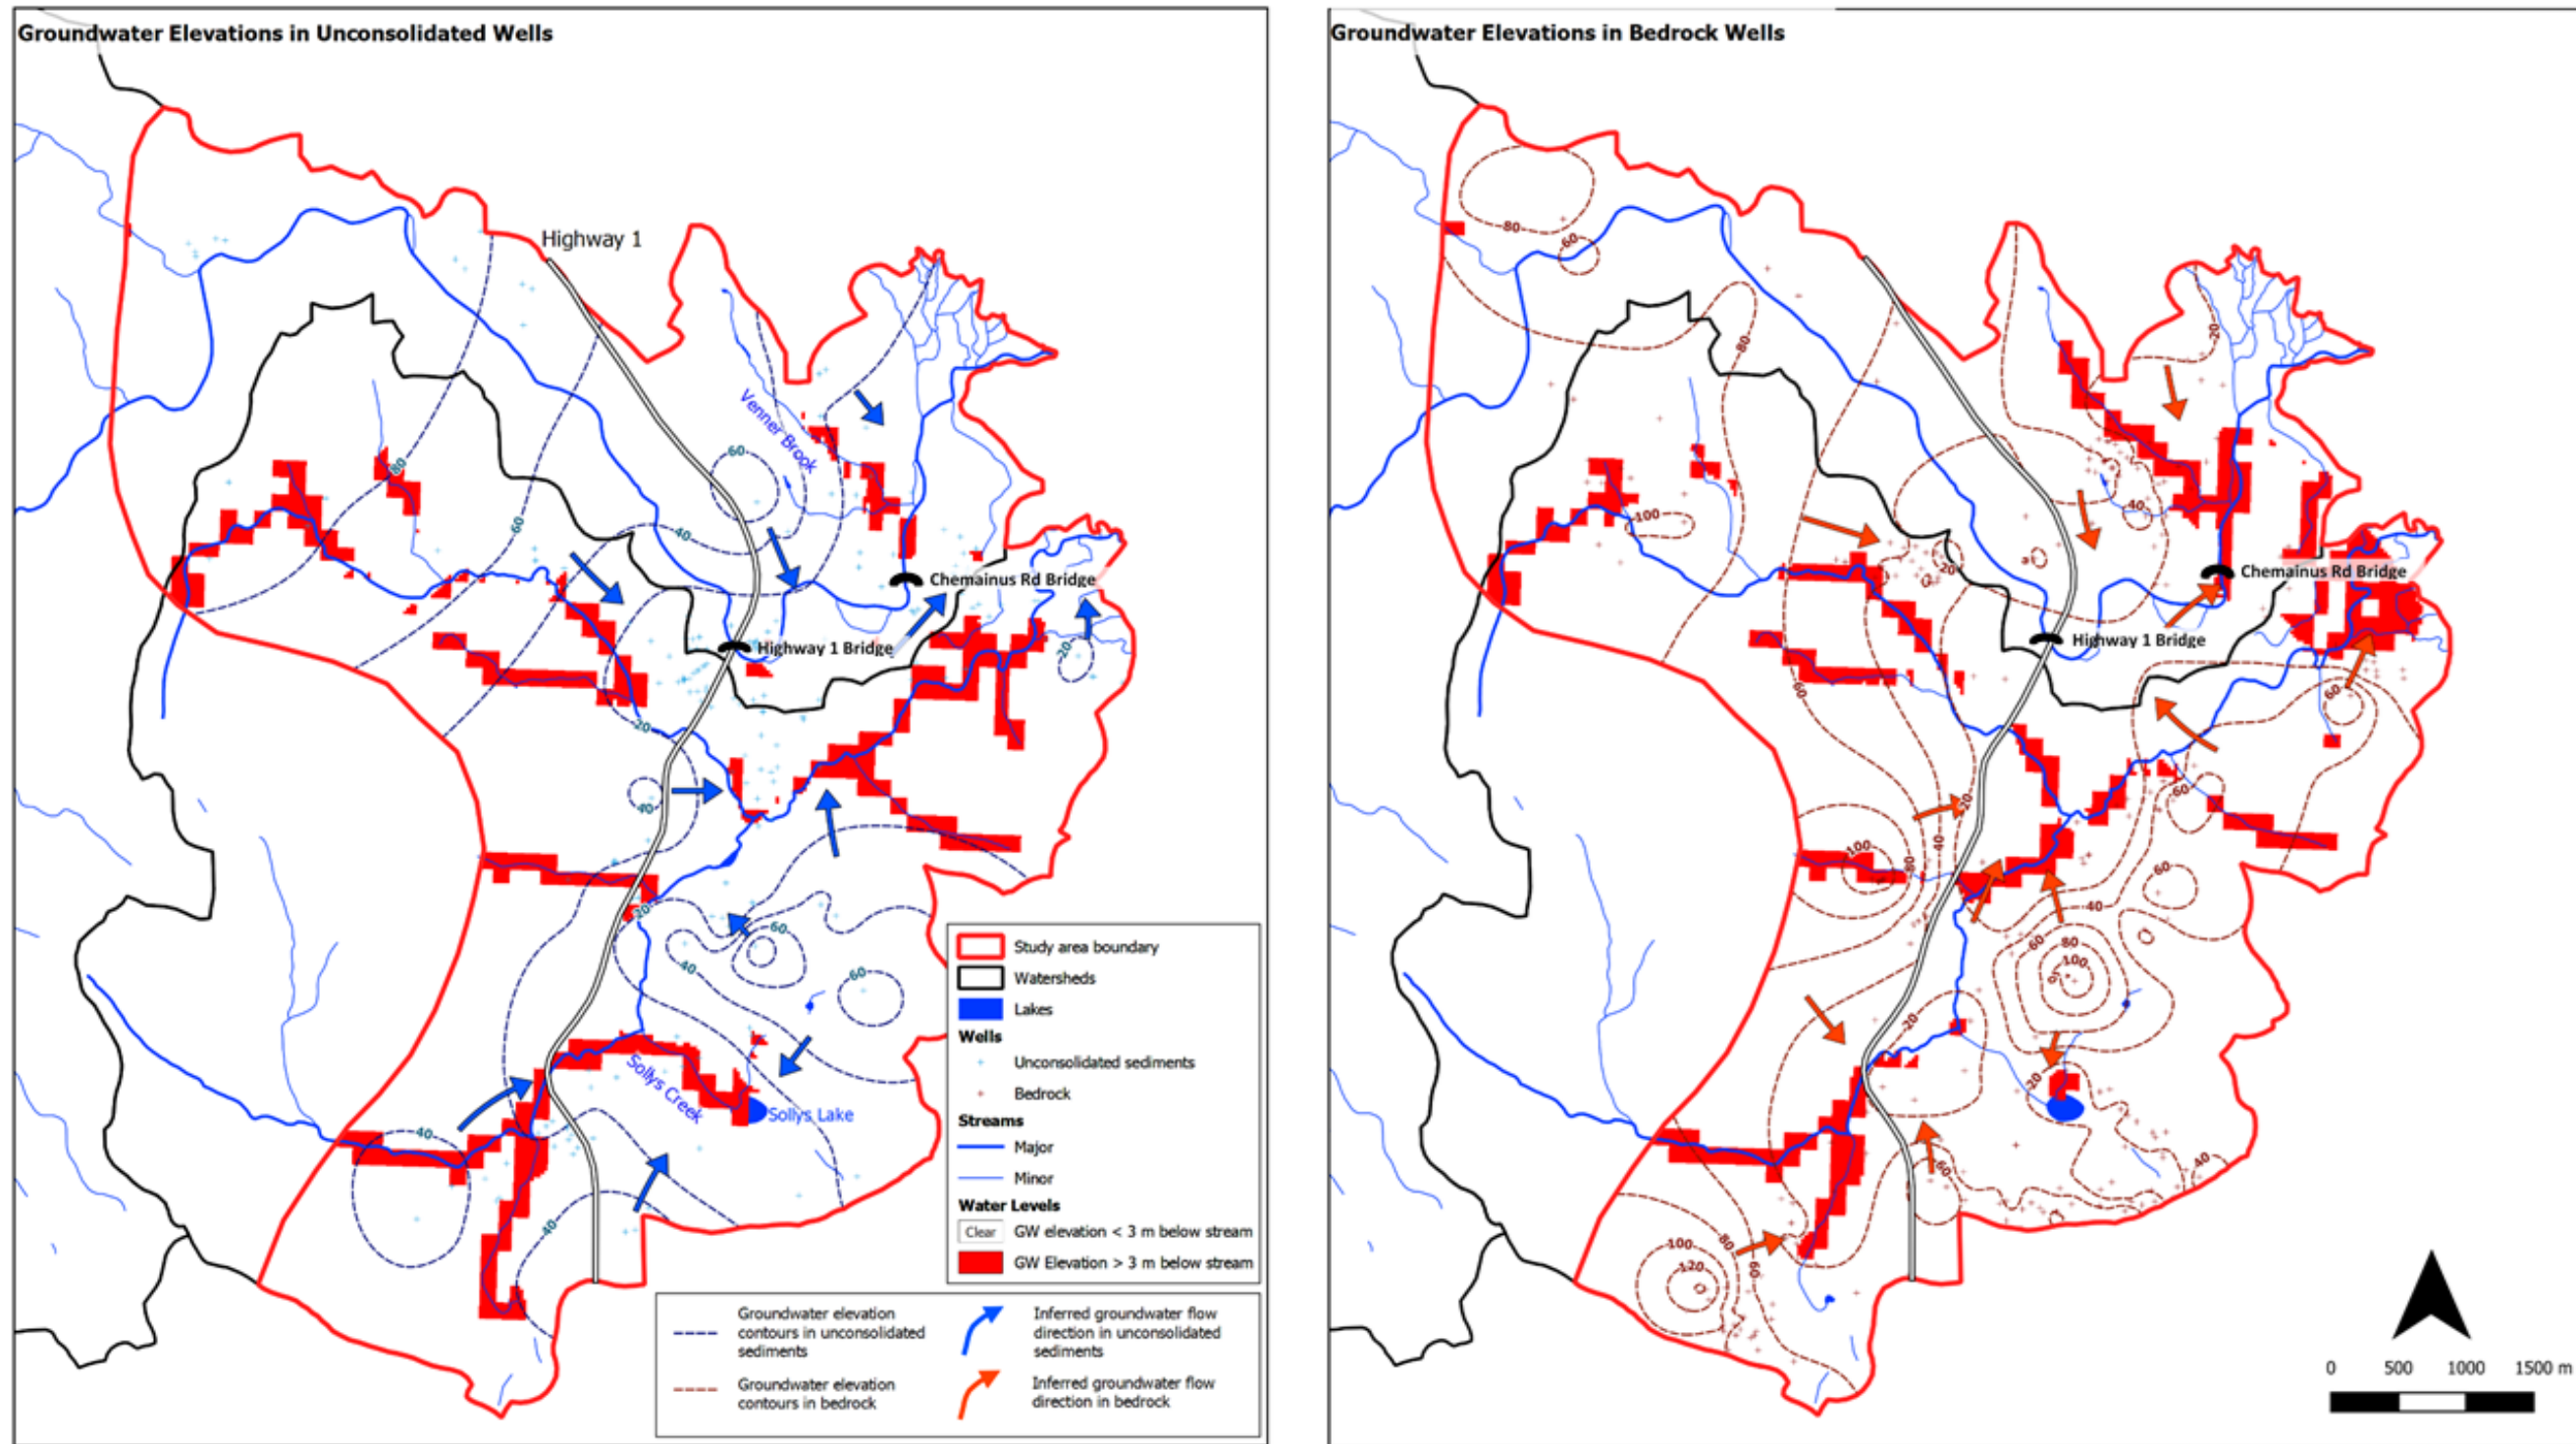 Groundwater Elevations in Unconsolidated Wells
Highway 1
Venner Brook
60
80
60
40
Chemainus Rd Bridge
Highway 1 Bridge
20
20
40
20
60
40
60
Sollys Creek
Sollys Lake
40
40
Study area boundary
Watersheds
Lakes
Wells
Unconsolidated sediments
Bedrock
Streams
Major
Minor
Water Levels
Clear GW elevation < 3 m below stream
GW Elevation > 3 m below stream
Groundwater elevation
contours in unconsolidated
sediments
Inferred groundwater flow
direction in unconsolidated
sediments
Groundwater elevation
contours in bedrock
Inferred groundwater flow
direction in bedrock
Groundwater Elevations in Bedrock Wells
80
60
20
80
40
100
20
Chemainus Rd Bridge
Highway 1 Bridge
60
60
60
20
100
80
40
60
40
60
80
100
20
20
60
40
80
100
120
60
0 500 1000 1500 m